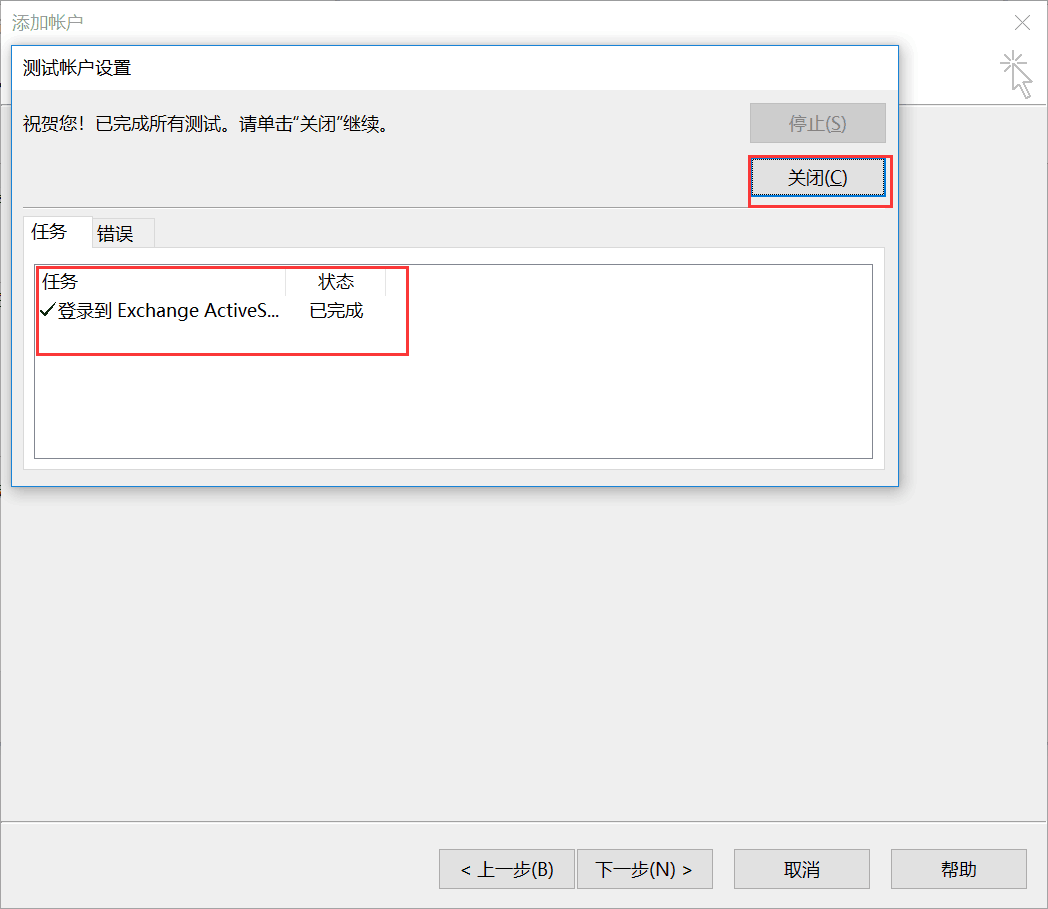 添加帐户
测试帐户设置
祝贺您！已完成所有测试。请单击“关闭”继续。
停止(S)
关闭(C)
任务 错误
任务 状态
登录到 Exchange ActiveS... 已完成
< 上一步(B) 下一步(N) > 取消 帮助